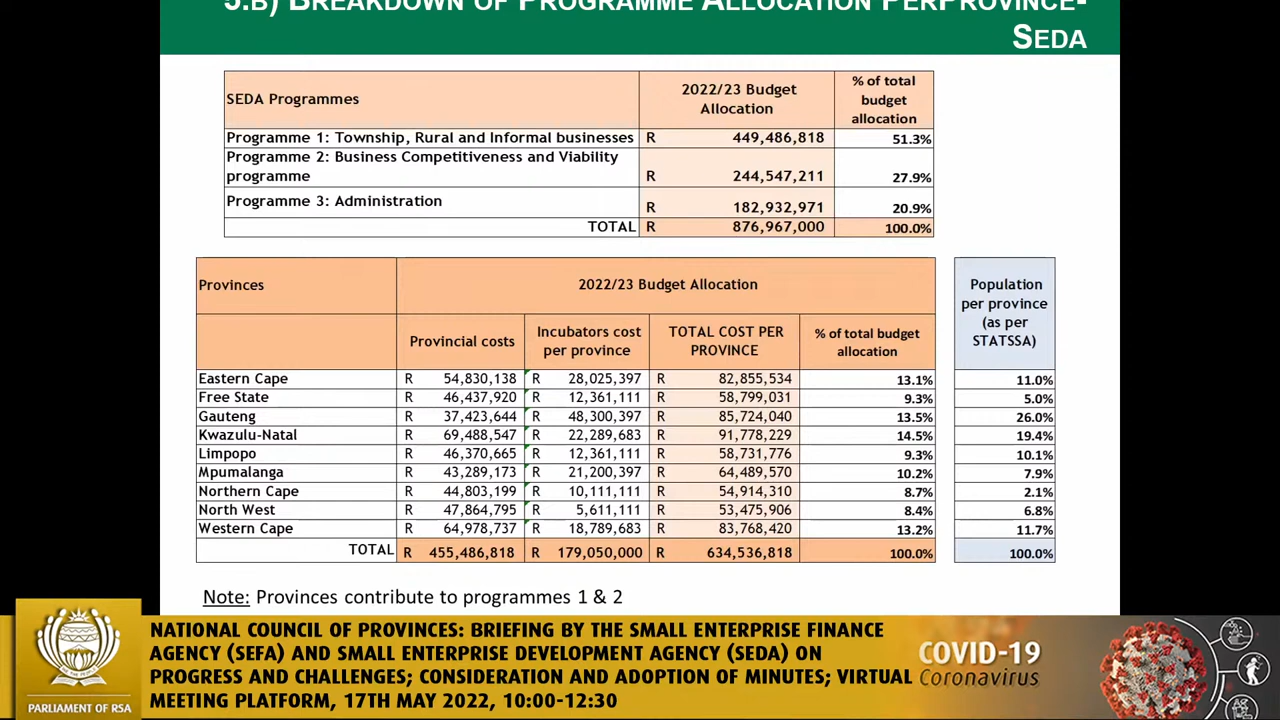 3.B) BREAKDOWN OF PROGRAMME ALLOCATION PERPROVINCE-
SEDA
SEDA Programmes 2022/23 Budget Allocation % of total budget allocation
Programme 1: Township, Rural and Informal businesses R 449,486,818 51.3%
Programme 2: Business Competitiveness and Viability programme R 244,547,211 27.9%
Programme 3: Administration R 182,932,971 20.9%
TOTAL R 876,967,000 100.0%
Provinces 2022/23 Budget Allocation Population per province (as per STATSSA)
Provincial costs Incubators cost per province TOTAL COST PER PROVINCE % of total budget allocation
Eastern Cape R 54,830,138 R 28,025,397 R 82,855,534 13.1% 11.0%
Free State R 46,437,920 R 12,361,111 R 58,799,031 9.3% 5.0%
Gauteng R 37,423,644 R 48,300,397 R 85,724,040 13.5% 26.0%
Kwazulu-Natal R 69,488,547 R 22,289,683 R 91,778,229 14.5% 19.4%
Limpopo R 46,370,665 R 12,361,111 R 58,731,776 9.3% 10.1%
Mpumalanga R 43,289,173 R 21,200,397 R 64,489,570 10.2% 7.9%
Northern Cape R 44,803,199 R 10,111,111 R 54,914,310 8.7% 2.1%
North West R 47,864,795 R 5,611,111 R 53,475,906 8.4% 6.8%
Western Cape R 64,978,737 R 18,789,683 R 83,768,420 13.2% 11.7%
TOTAL R 455,486,818 R 179,050,000 R 634,536,818 100.0% 100.0%
Note: Provinces contribute to programmes 1 & 2
NATIONAL COUNCIL OF PROVINCES: BRIEFING BY THE SMALL ENTERPRISE FINANCE
AGENCY (SEFA) AND SMALL ENTERPRISE DEVELOPMENT AGENCY (SEDA) ON
PROGRESS AND CHALLENGES; CONSIDERATION AND ADOPTION OF MINUTES; VIRTUAL
MEETING PLATFORM, 17TH MAY 2022, 10:00-12:30
PARLIAMENT OF RSA
COVID-19
Coronavirus